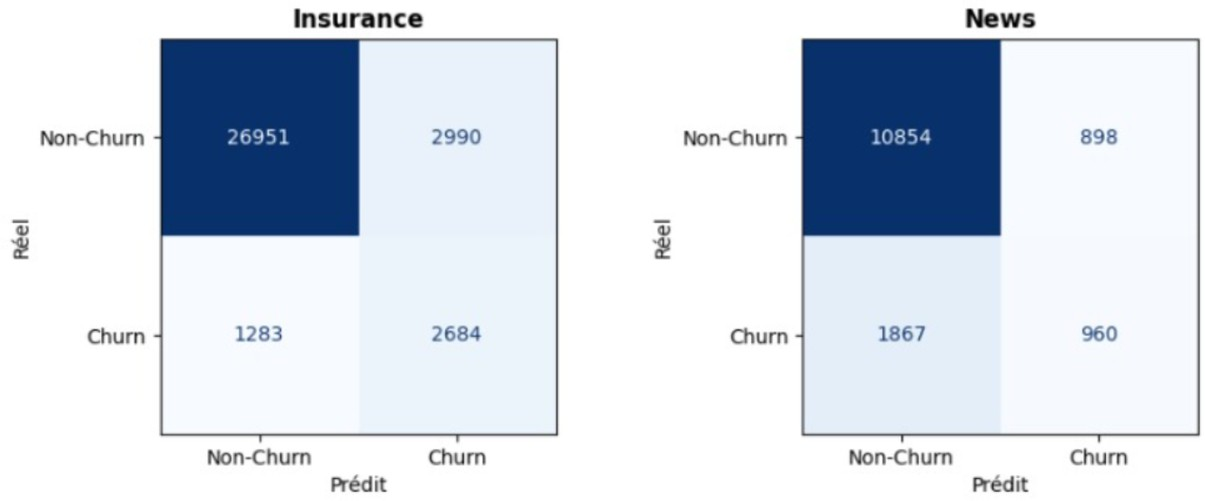 Insurance
Non-Churn
26951
2990
Réel
Churn
1283
2684
Non-Churn
Churn
Prédit
News
Non-Churn
10854
898
Réel
Churn
1867
960
Non-Churn
Churn
Prédit